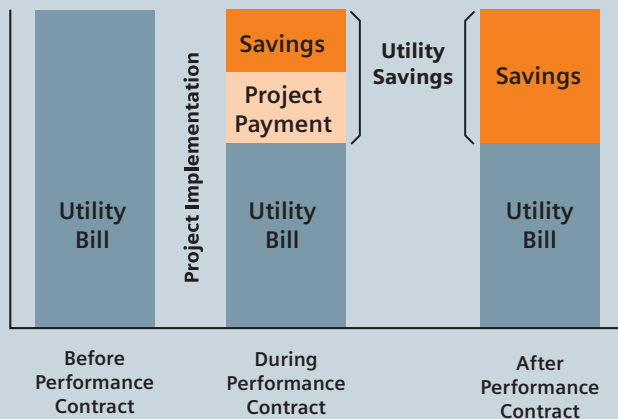 Utility
Bill
Project Implementation
Savings
Project
Payment
Utility
Bill
Utility
Savings
Savings
Utility
Bill
Before
Performance
Contract
During
Performance
Contract
After
Performance
Contract